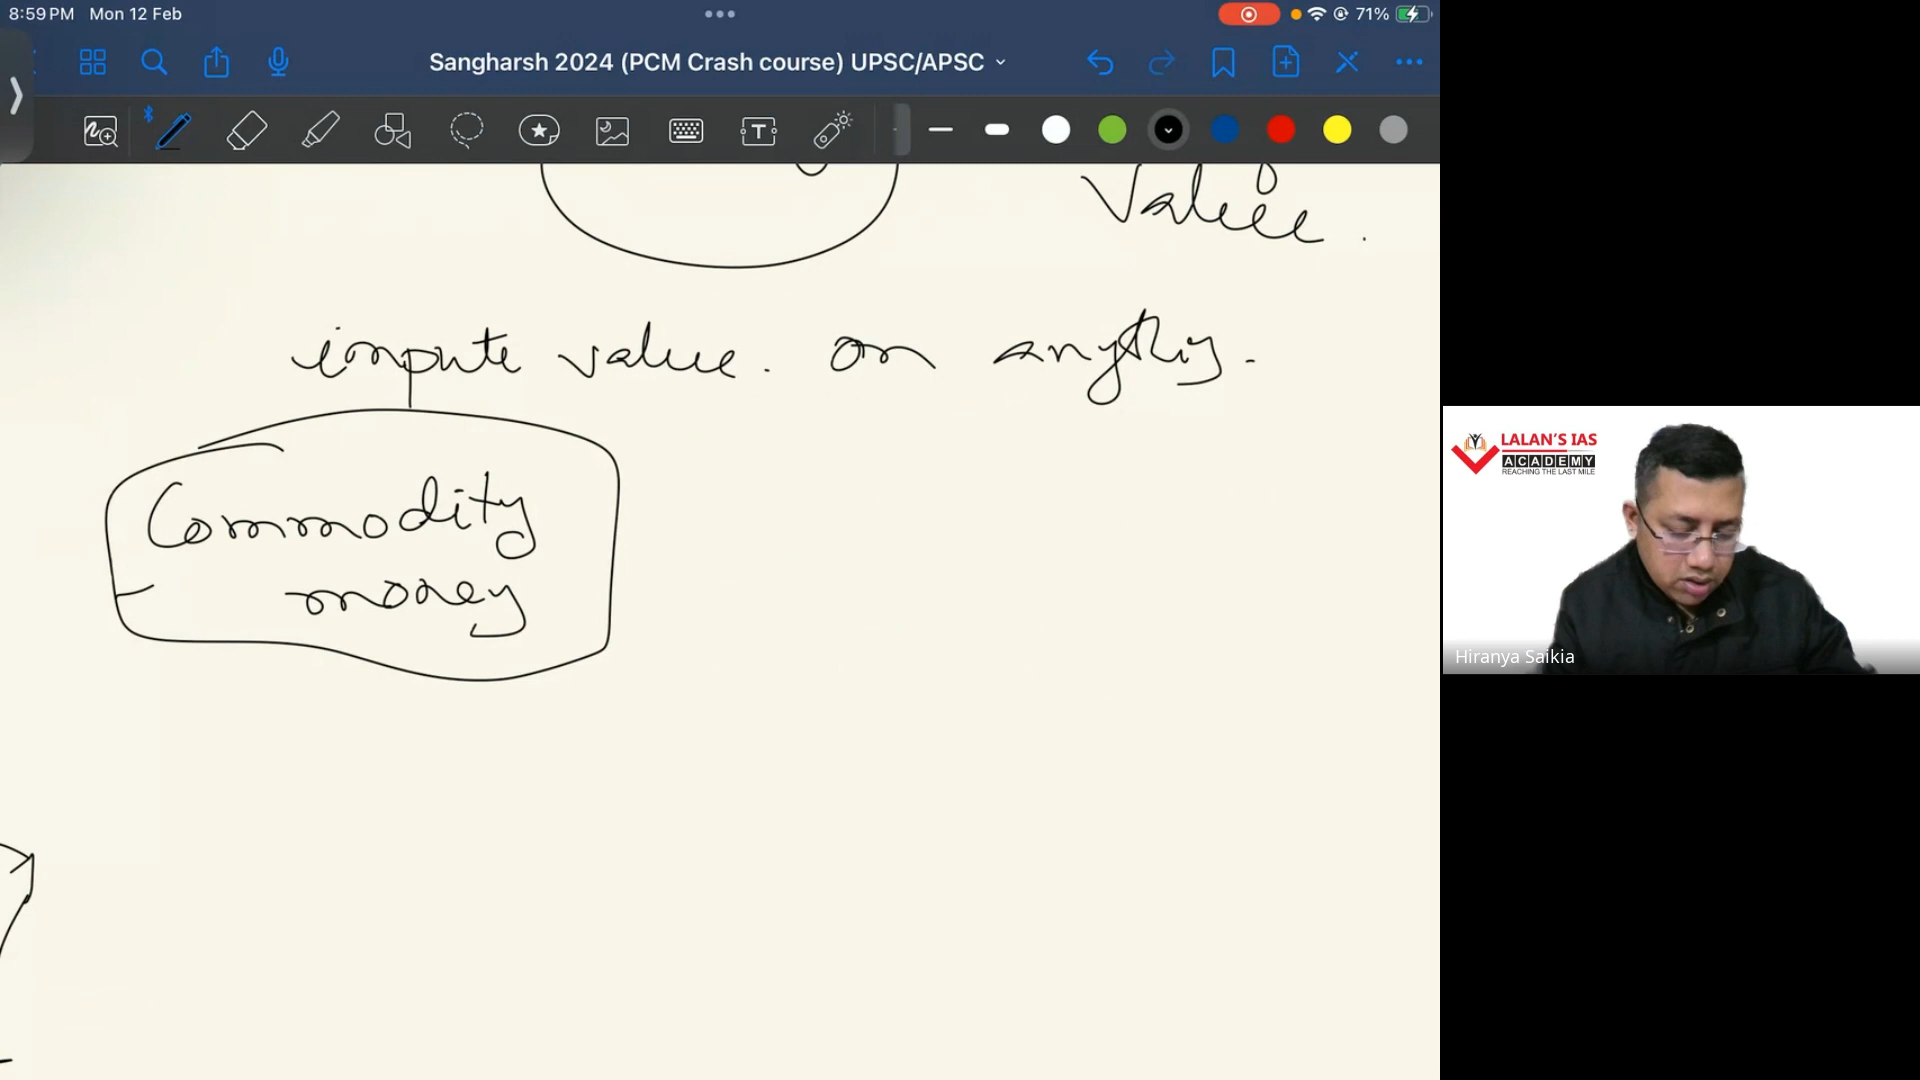 8:59 PM Mon 12 Feb
71%
Sangharsh 2024 (PCM Crash course) UPSC/APSC
T
Value.
impute value. on anythig.
Commodity
money
LALAN'S IAS
ACADEMY
REACHING THE LAST MILE
Hiranya Saikia